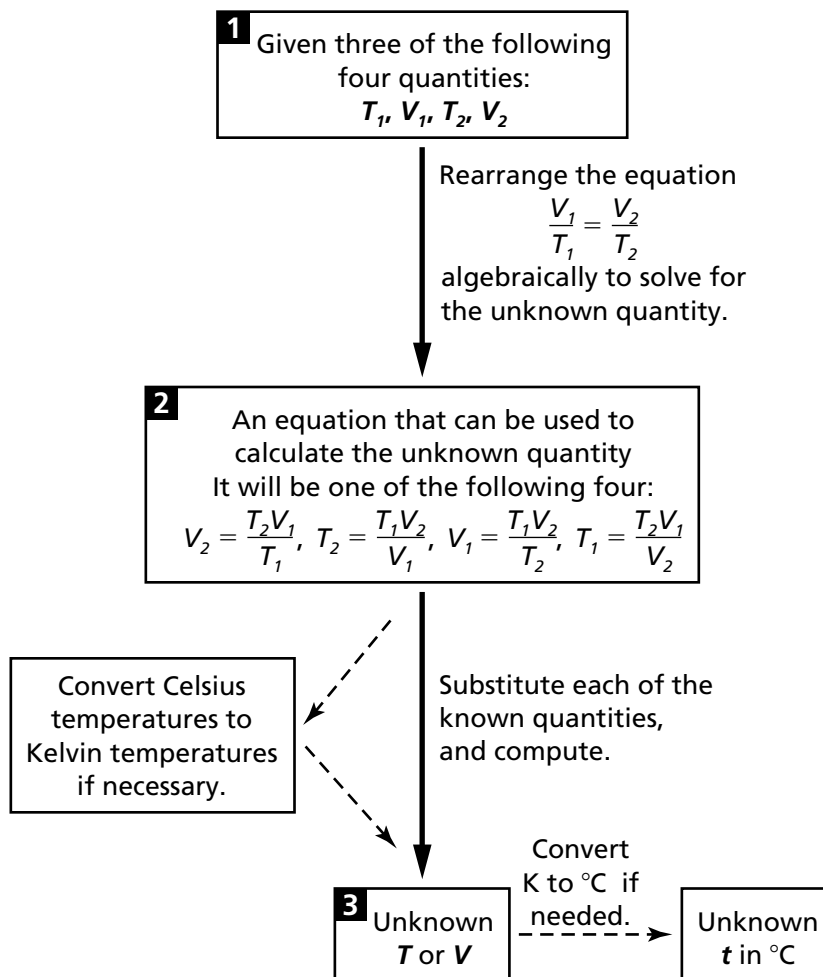 1
Given three of the following
four quantities:
T₁, V₁, T₂, V₂
Rearrange the equation
V₁/T₁ = V₂/T₂
algebraically to solve for
the unknown quantity.
2
An equation that can be used to
calculate the unknown quantity
It will be one of the following four:
V₂ = T₂V₁/T₁, T₂ = T₁V₂/V₁, V₁ = T₁V₂/T₂, T₁ = T₂V₁/V₂
Convert Celsius
temperatures to
Kelvin temperatures
if necessary.
Substitute each of the
known quantities,
and compute.
3
Unknown
T or V
Convert
K to °C if
needed.
Unknown
t in °C